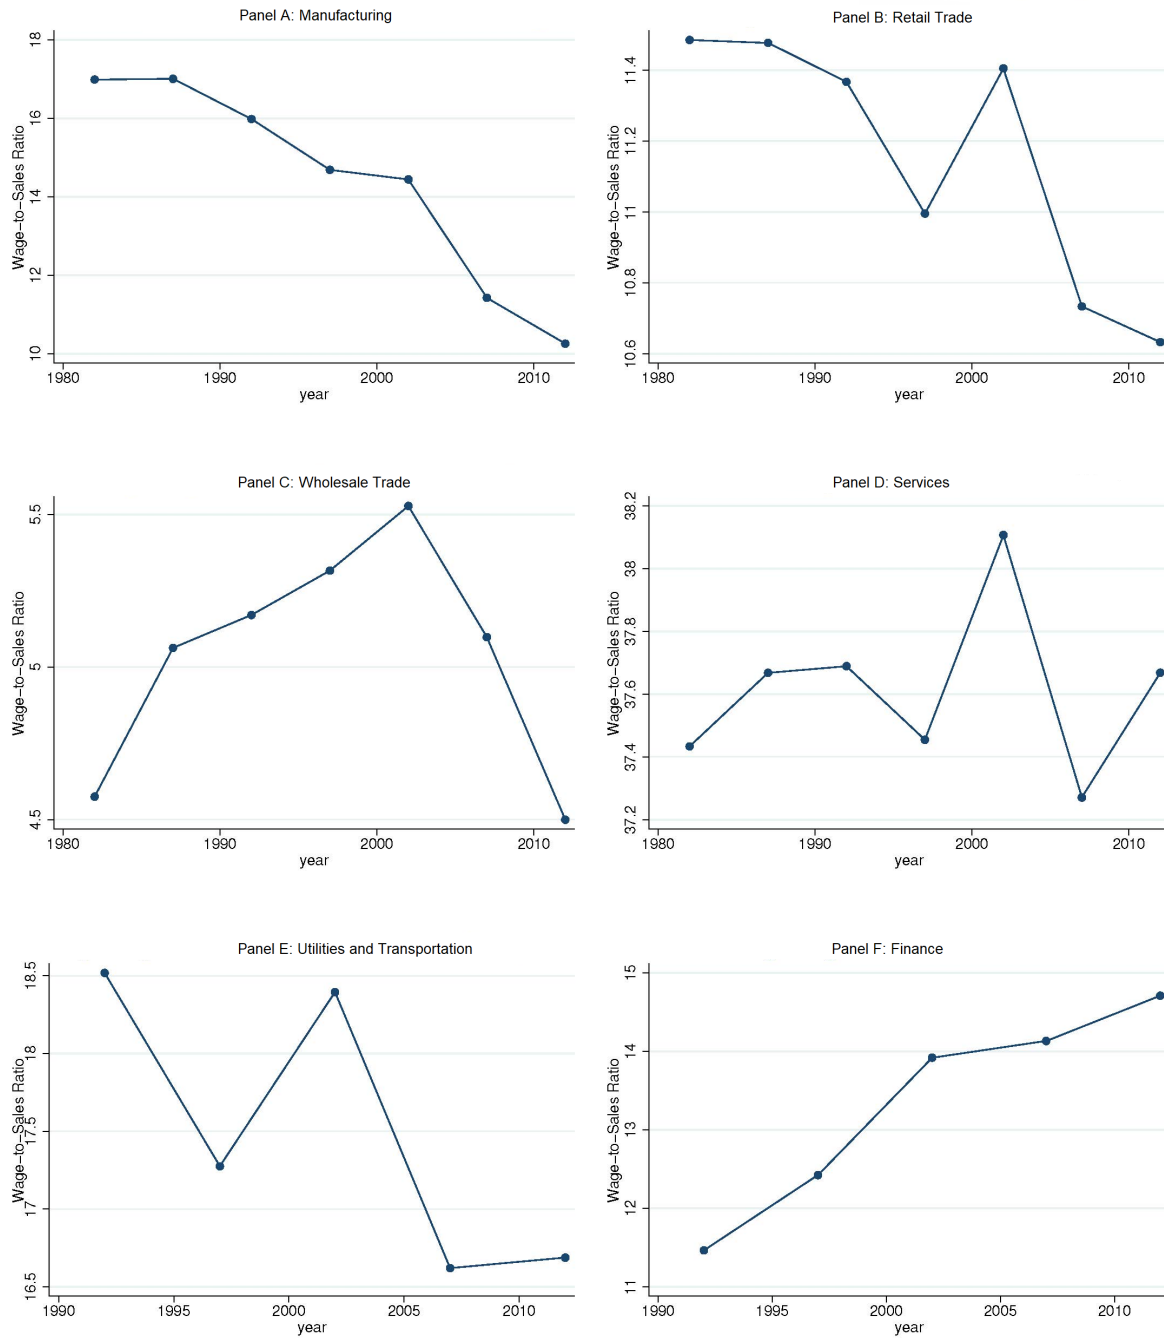 Panel A: Manufacturing
Wage−to−Sales Ratio
18
16
14
12
10
1980 1990 2000 2010
year
Panel B: Retail Trade
Wage−to−Sales Ratio
11.4
11.2
11
10.8
10.6
1980 1990 2000 2010
year
Panel C: Wholesale Trade
Wage−to−Sales Ratio
5.5
5
4.5
1980 1990 2000 2010
year
Panel D: Services
Wage−to−Sales Ratio
38.2
38
37.8
37.6
37.4
37.2
1980 1990 2000 2010
year
Panel E: Utilities and Transportation
Wage−to−Sales Ratio
18.5
18
17.5
17
16.5
1990 1995 2000 2005 2010
year
Panel F: Finance
Wage−to−Sales Ratio
15
14
13
12
11
1990 1995 2000 2005 2010
year